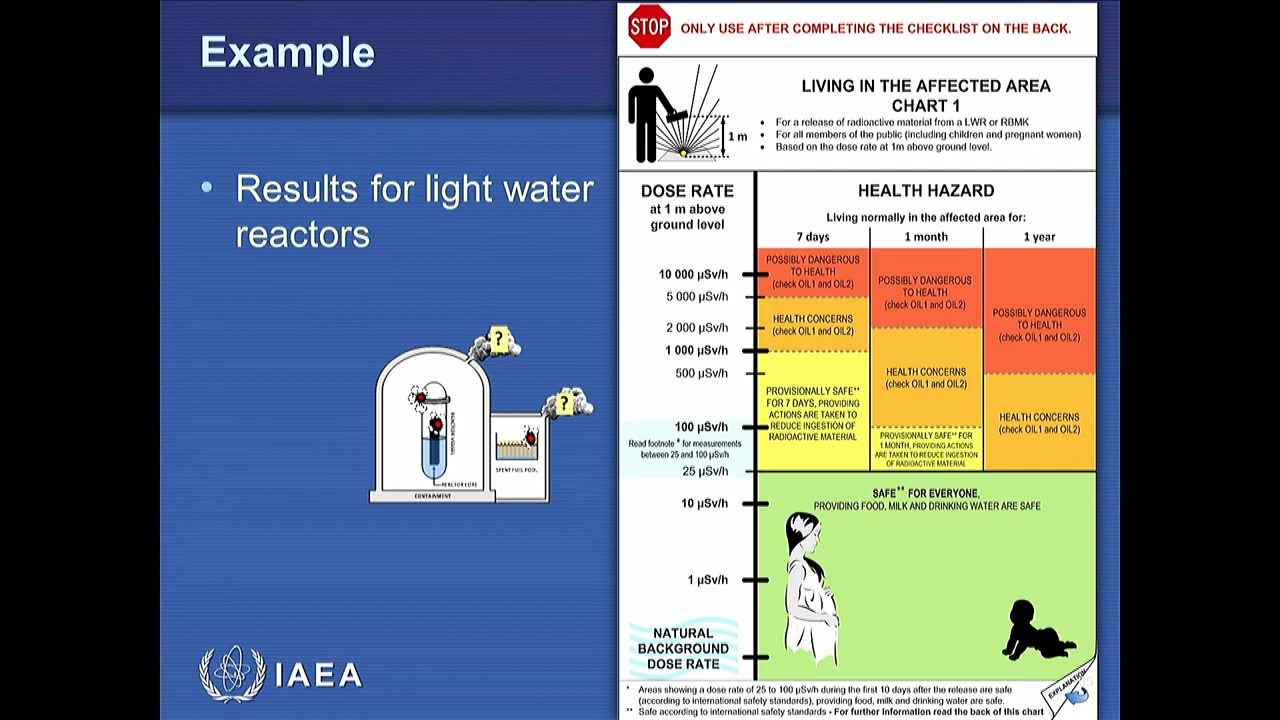 Example
• Results for light water
reactors
?
?
REACTOR VESSEL
SPENT FUEL POOL
REACTOR CORE
CONTAINMENT
IAEA
STOP
ONLY USE AFTER COMPLETING THE CHECKLIST ON THE BACK.
1 m
LIVING IN THE AFFECTED AREA
CHART 1
• For a release of radioactive material from a LWR or RBMK
• For all members of the public (including children and pregnant women)
• Based on the dose rate at 1m above ground level.
DOSE RATE
at 1 m above
ground level
HEALTH HAZARD
Living normally in the affected area for:
7 days
1 month
1 year
10 000 µSv/h
5 000 µSv/h
2 000 µSv/h
1 000 µSv/h
500 µSv/h
100 µSv/h
Read footnote * for measurements
between 25 and 100 µSv/h
25 µSv/h
10 µSv/h
1 µSv/h
NATURAL
BACKGROUND
DOSE RATE
POSSIBLY DANGEROUS
TO HEALTH
(check OIL1 and OIL2)
HEALTH CONCERNS
(check OIL1 and OIL2)
PROVISIONALLY SAFE**
FOR 7 DAYS, PROVIDING
ACTIONS ARE TAKEN TO
REDUCE INGESTION OF
RADIOACTIVE MATERIAL
POSSIBLY DANGEROUS
TO HEALTH
(check OIL1 and OIL2)
HEALTH CONCERNS
(check OIL1 and OIL2)
PROVISIONALLY SAFE** FOR
1 MONTH, PROVIDING ACTIONS
ARE TAKEN TO REDUCE INGESTION
OF RADIOACTIVE MATERIAL
POSSIBLY DANGEROUS
TO HEALTH
(check OIL1 and OIL2)
HEALTH CONCERNS
(check OIL1 and OIL2)
SAFE** FOR EVERYONE,
PROVIDING FOOD, MILK AND DRINKING WATER ARE SAFE
EXPLANATION
* Areas showing a dose rate of 25 to 100 µSv/h during the first 10 days after the release are safe
(according to international safety standards), providing food, milk and drinking water are safe.
** Safe according to international safety standards - For further information read the back of this chart